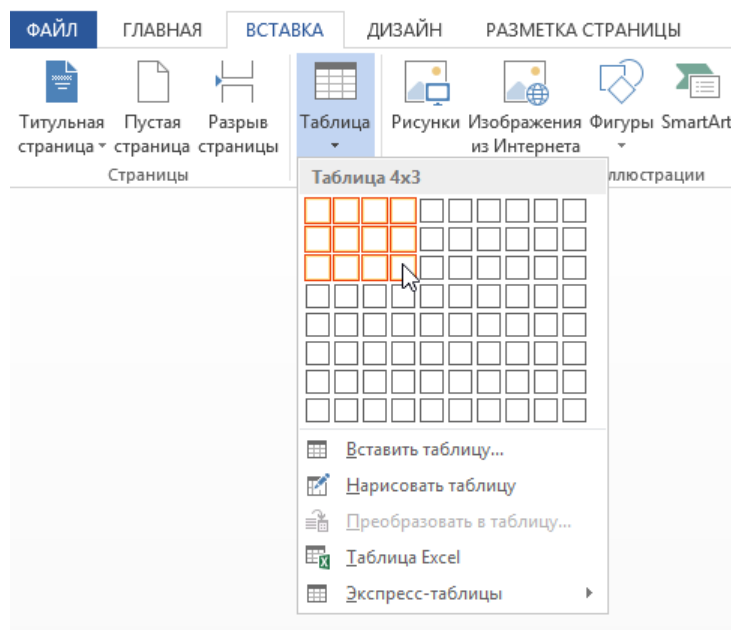 ФАЙЛ ГЛАВНАЯ ВСТАВКА ДИЗАЙН РАЗМЕТКА СТРАНИЦЫ
Титульная Пустая Разрыв Таблица Рисунки Изображения Фигуры SmartArt
страница страница страницы из Интернета
Страницы ллюстрации
Таблица 4x3
Вставить таблицу...
Нарисовать таблицу
Преобразовать в таблицу...
Таблица Excel
Экспресс-таблицы